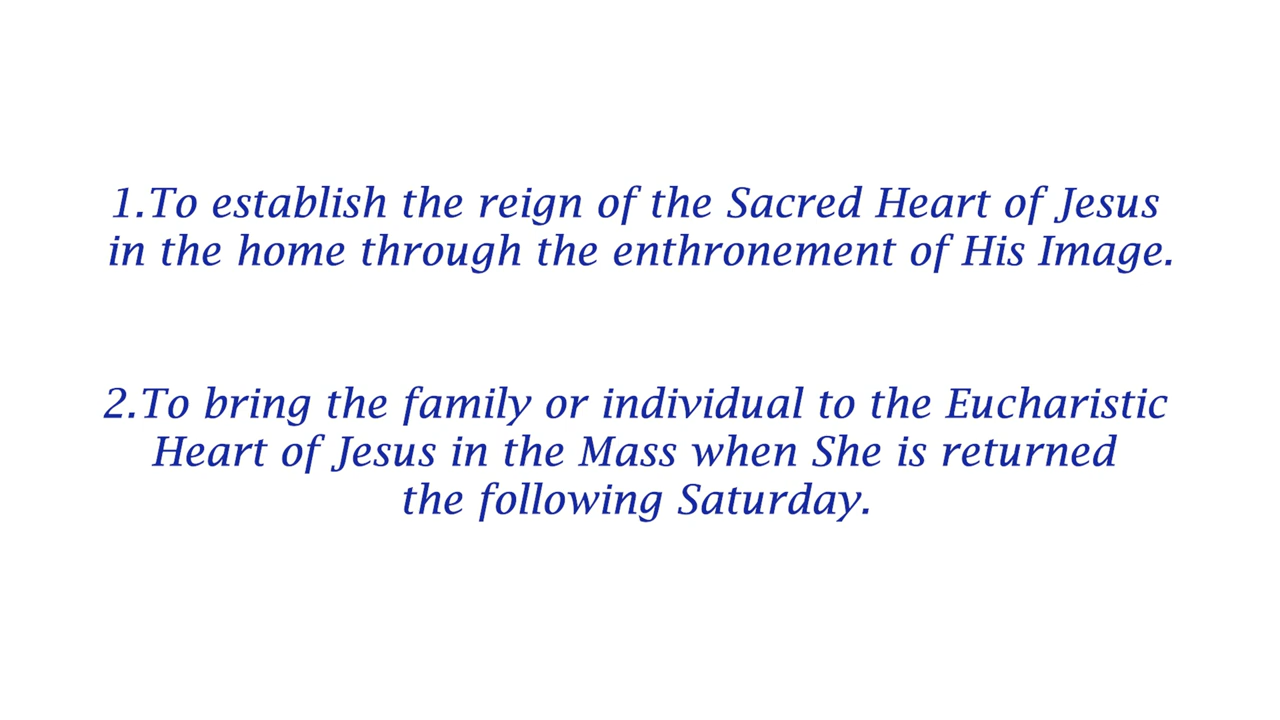 1.To establish the reign of the Sacred Heart of Jesus
in the home through the enthronement of His Image.
2.To bring the family or individual to the Eucharistic
Heart of Jesus in the Mass when She is returned
the following Saturday.